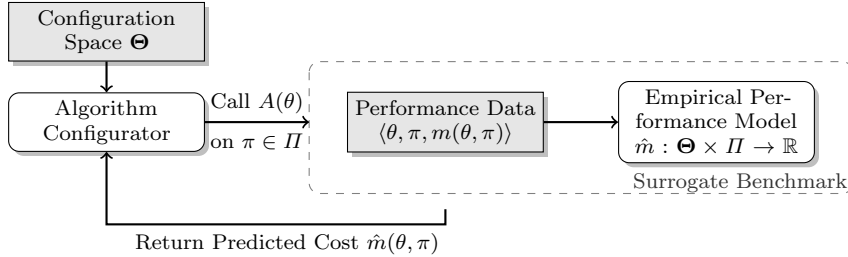 Configuration
Space Θ
Algorithm
Configurator
Call A(θ)
on π ∈ Π
Performance Data
⟨θ, π, m(θ, π)⟩
Empirical Per-
formance Model
m̂ : Θ × Π → ℝ
Surrogate Benchmark
Return Predicted Cost m̂(θ, π)